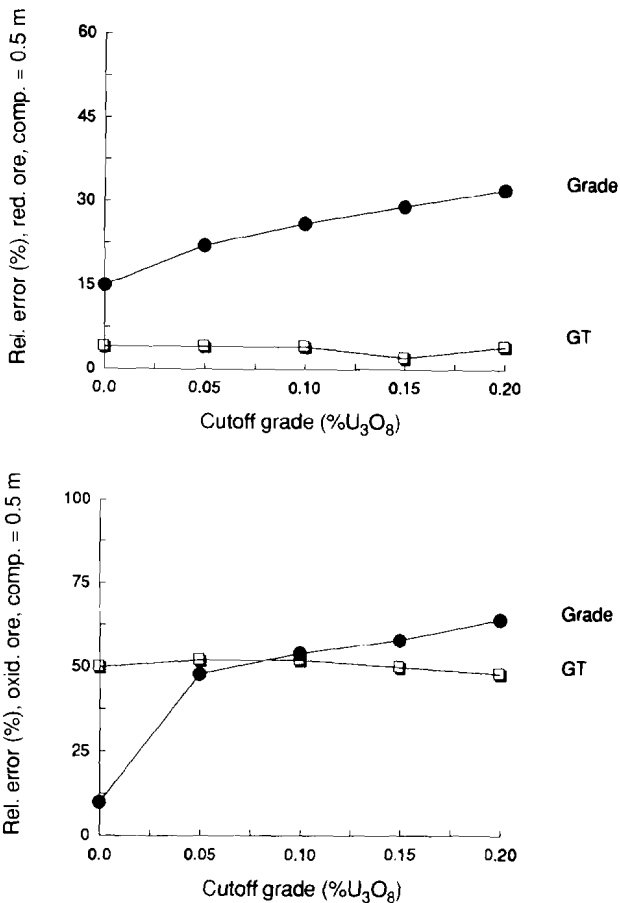 Rel. error (%), red. ore, comp. = 0.5 m
60
45
30
15
0
Grade
GT
0.0 0.05 0.10 0.15 0.20
Cutoff grade (%U₃O₈)
Rel. error (%), oxid. ore, comp. = 0.5 m
100
75
50
25
0
Grade
GT
0.0 0.05 0.10 0.15 0.20
Cutoff grade (%U₃O₈)